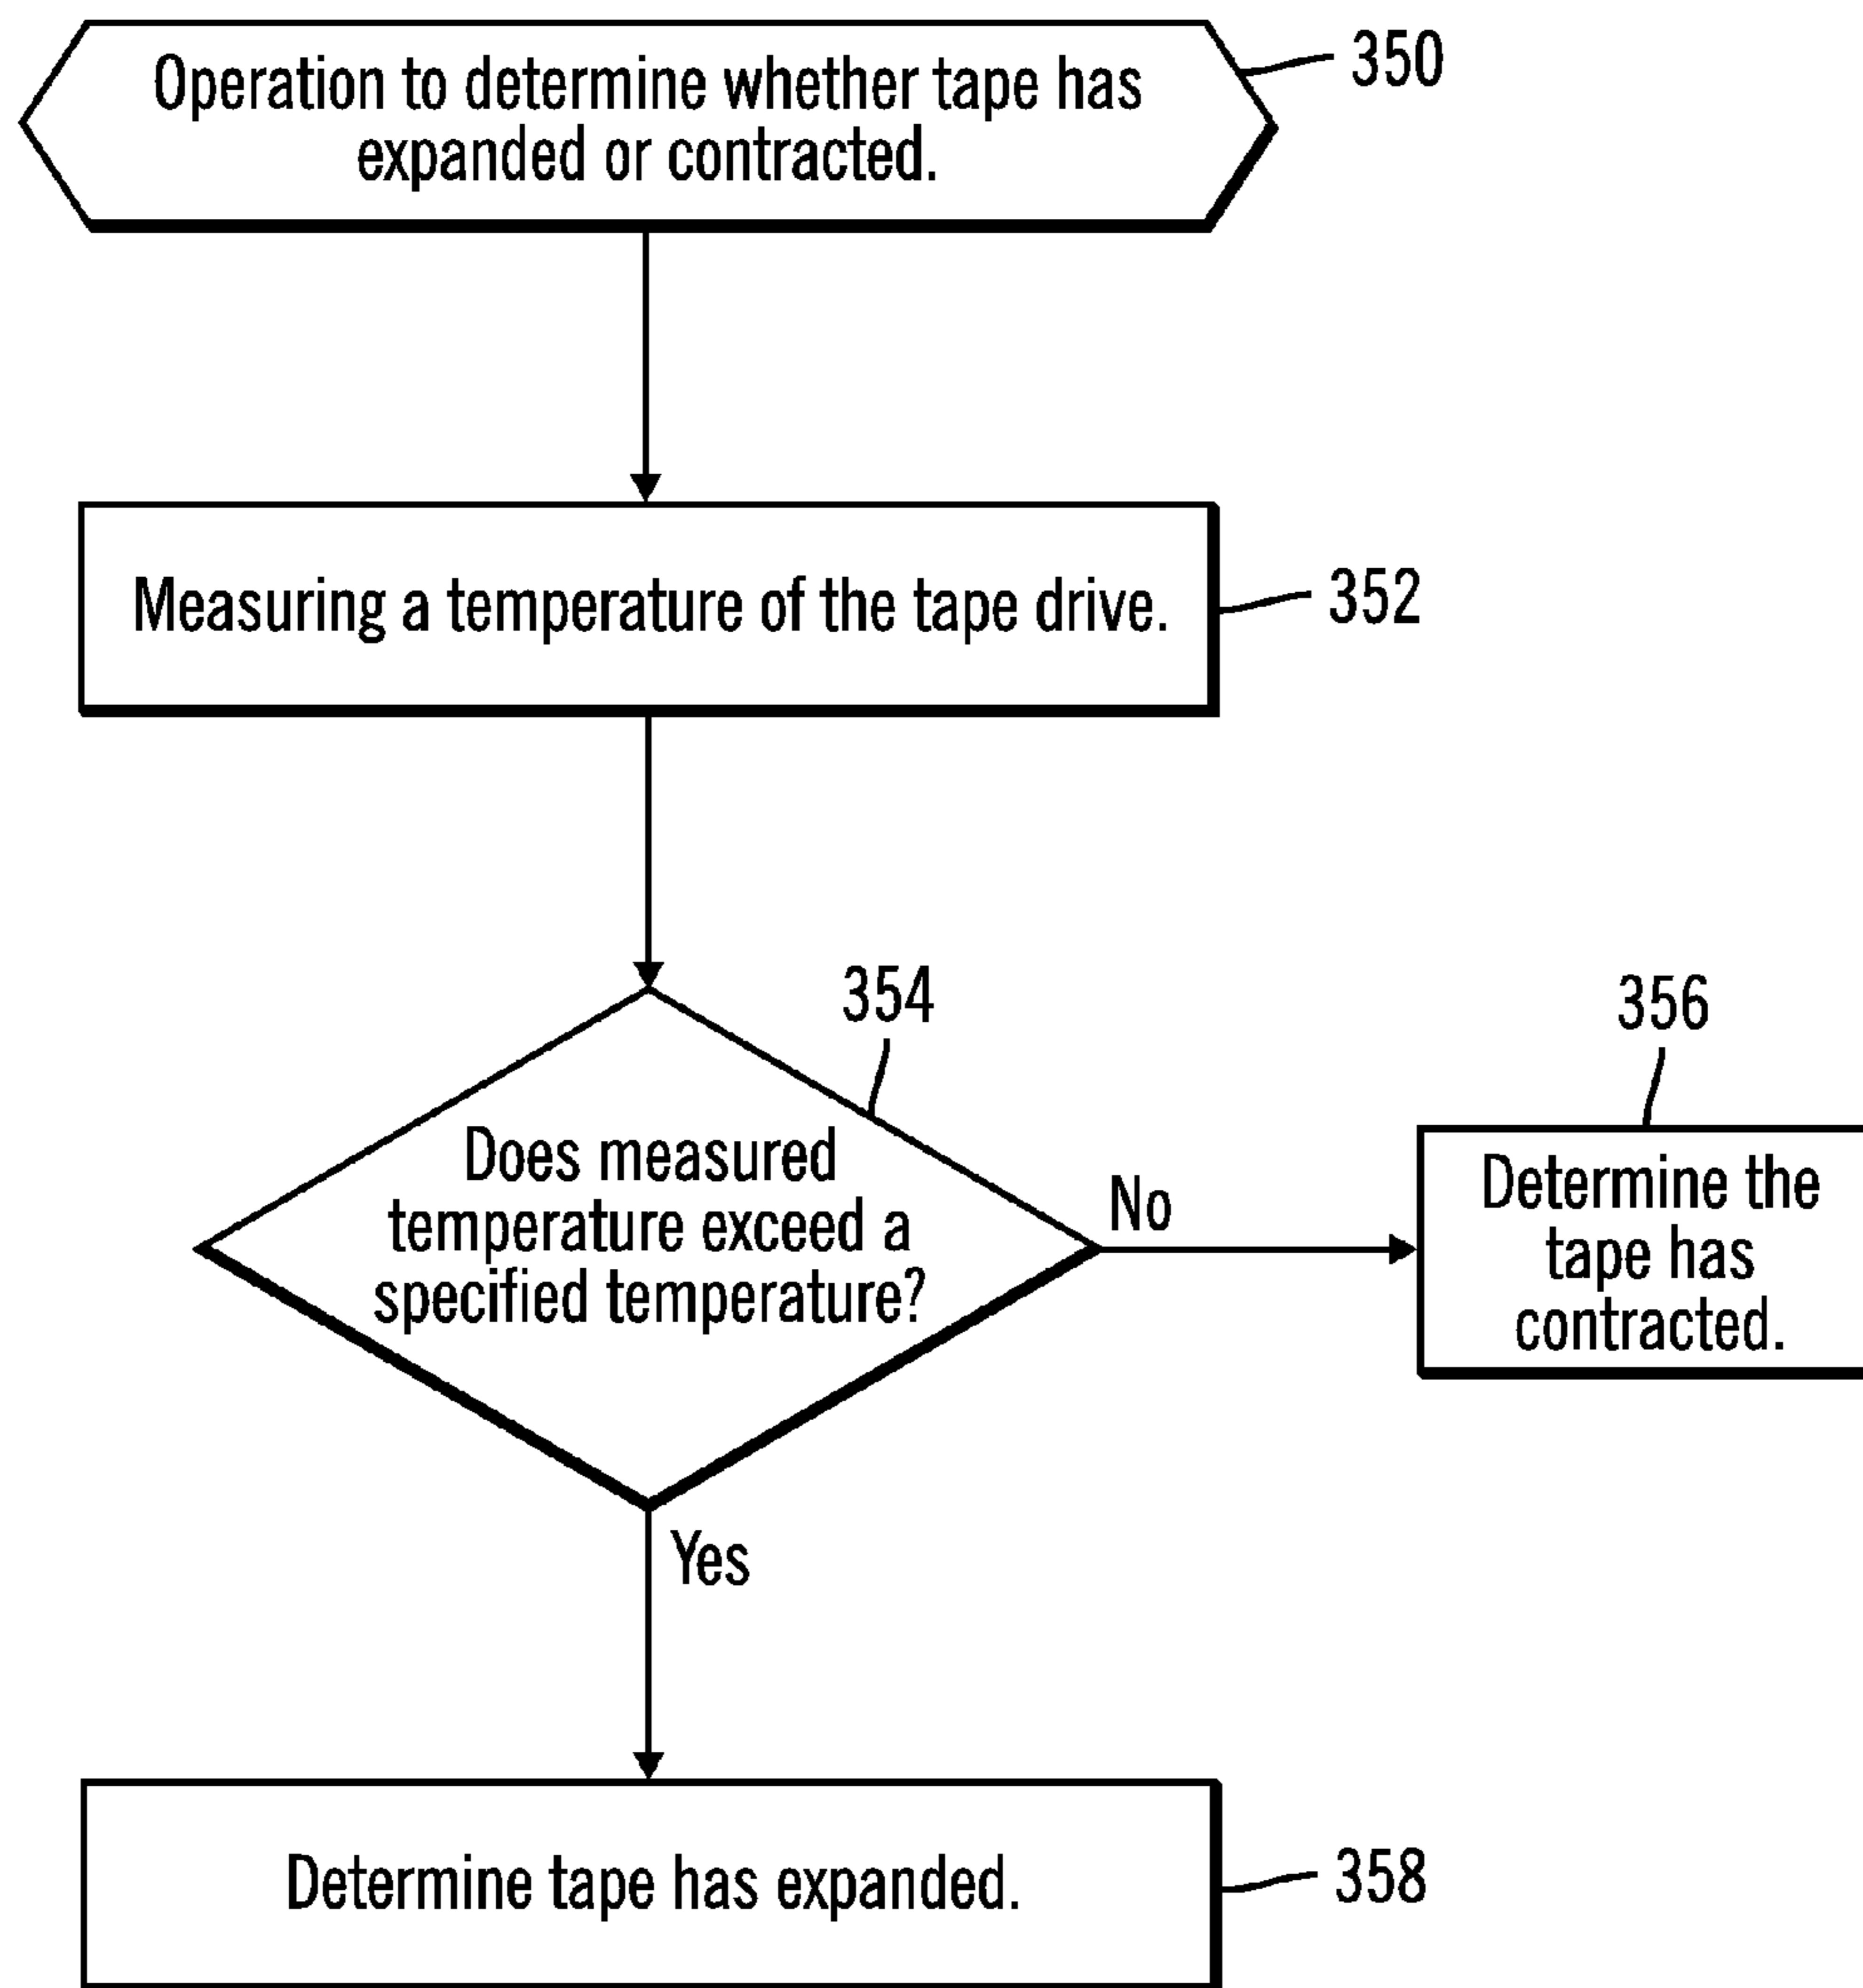 Operation to determine whether tape has
expanded or contracted.
350
Measuring a temperature of the tape drive.
352
354
Does measured
temperature exceed a
specified temperature?
No
356
Determine the
tape has
contracted.
Yes
Determine tape has expanded.
358